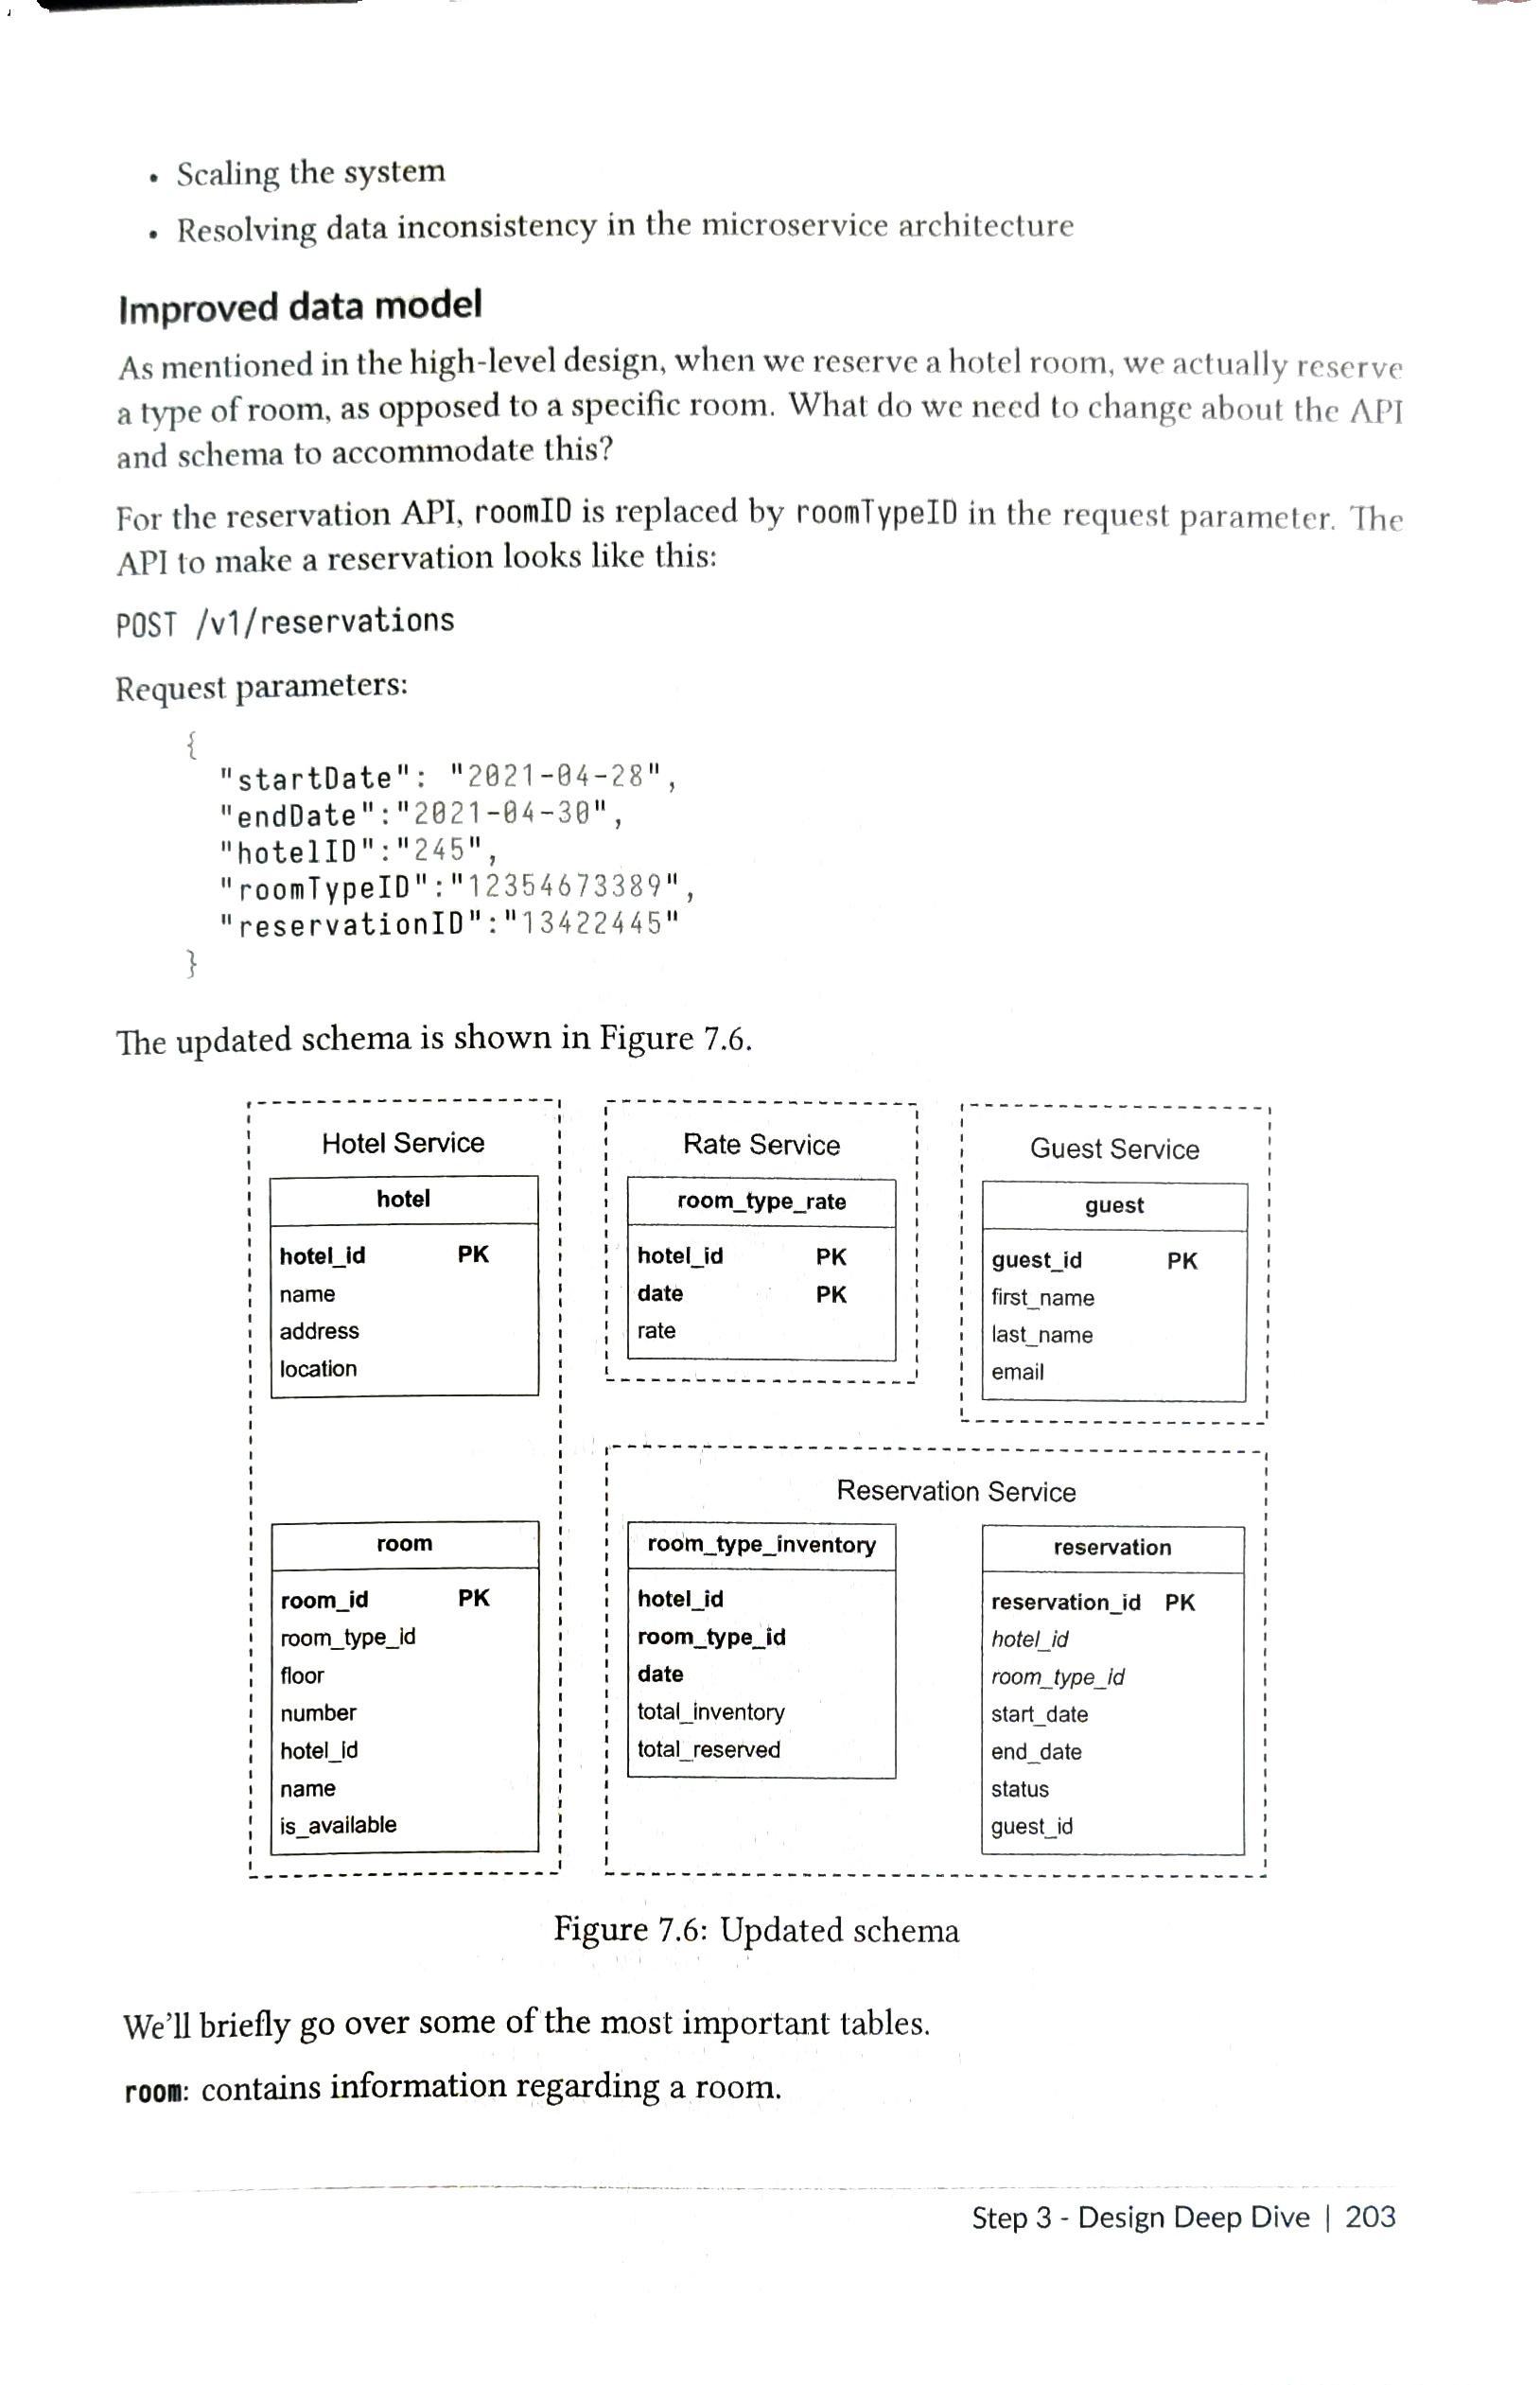 • Scaling the system
• Resolving data inconsistency in the microservice architecture
Improved data model
As mentioned in the high-level design, when we reserve a hotel room, we actually reserve
a type of room, as opposed to a specific room. What do we need to change about the API
and schema to accommodate this?
For the reservation API, roomID is replaced by roomTypeID in the request parameter. The
API to make a reservation looks like this:
POST /v1/reservations
Request parameters:
{
"startDate": "2021-04-28",
"endDate":"2021-04-30",
"hotelID":"245",
"roomTypeID":"12354673389",
"reservationID":"13422445"
}
The updated schema is shown in Figure 7.6.
Hotel Service
hotel
hotel_id PK
name
address
location
room
room_id PK
room_type_id
floor
number
hotel_id
name
is_available
Rate Service
room_type_rate
hotel_id PK
date PK
rate
Guest Service
guest
guest_id PK
first_name
last_name
email
Reservation Service
room_type_inventory
hotel_id
room_type_id
date
total_inventory
total_reserved
reservation
reservation_id PK
hotel_id
room_type_id
start_date
end_date
status
guest_id
Figure 7.6: Updated schema
We'll briefly go over some of the most important tables.
room: contains information regarding a room.
Step 3 - Design Deep Dive | 203